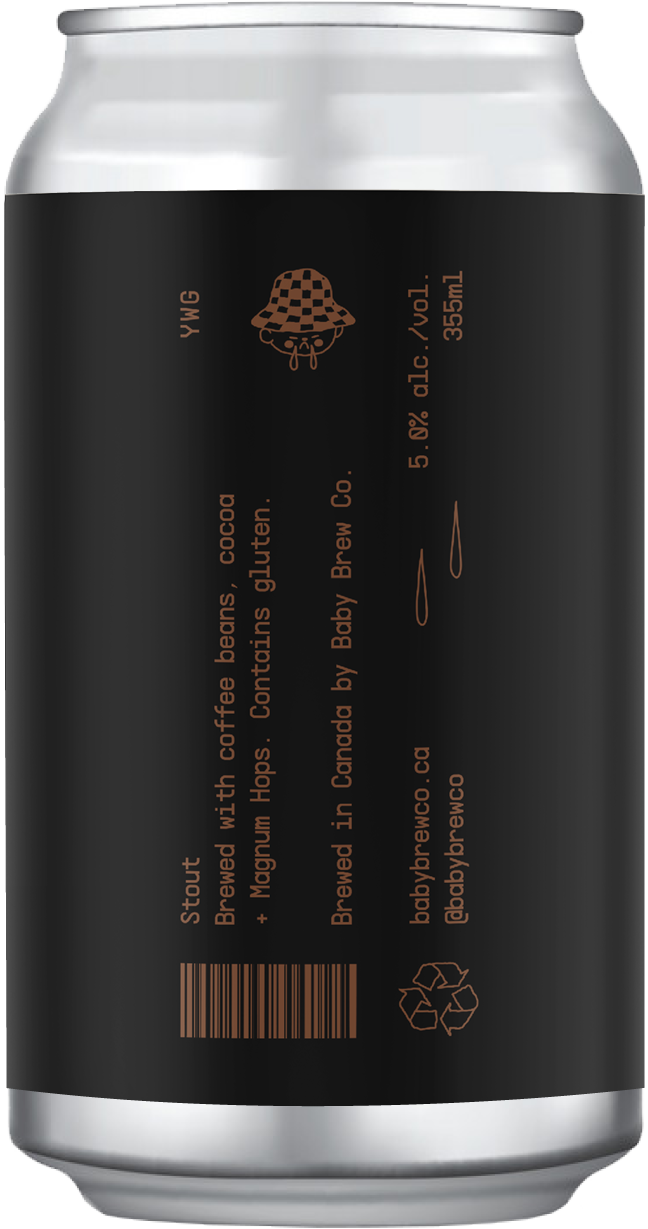 Stout
YWG
Brewed with coffee beans, cocoa
+ Magnum Hops. Contains gluten.
Brewed in Canada by Baby Brew Co.
babybrewco.ca
5.0% alc./vol.
@babybrewco
355ml